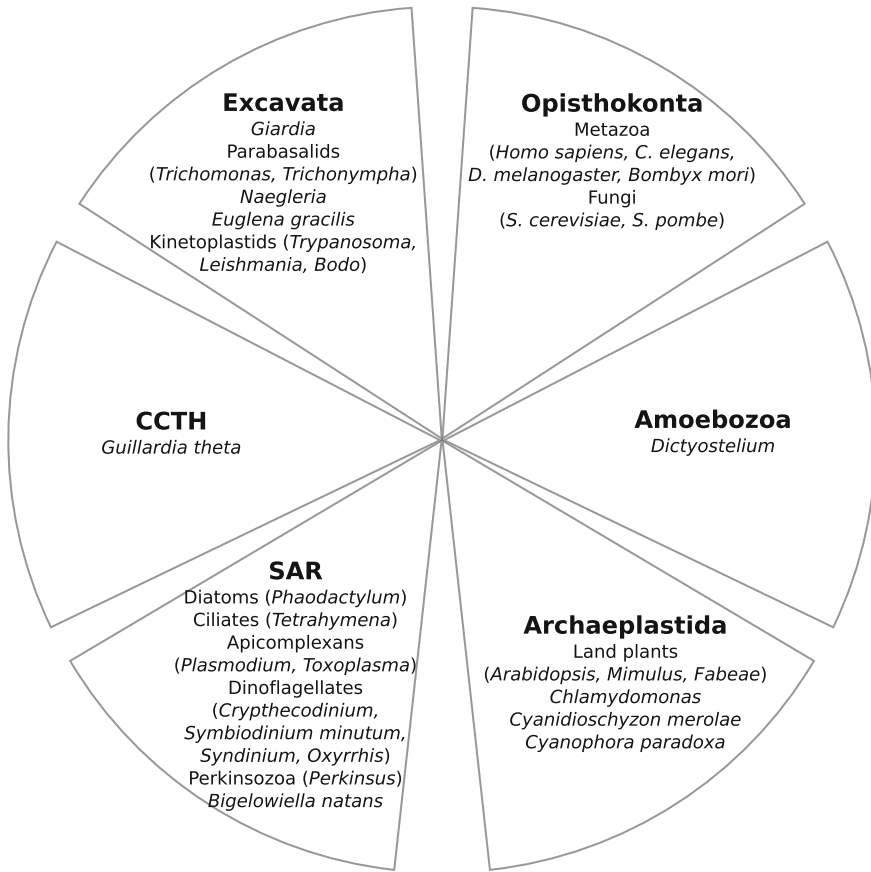 Excavata
Giardia
Parabasalids
(Trichomonas, Trichonympha)
Naegleria
Euglena gracilis
Kinetoplastids (Trypanosoma,
Leishmania, Bodo)
Opisthokonta
Metazoa
(Homo sapiens, C. elegans,
D. melanogaster, Bombyx mori)
Fungi
(S. cerevisiae, S. pombe)
CCTH
Guillardia theta
Amoebozoa
Dictyostelium
SAR
Diatoms (Phaodactylum)
Ciliates (Tetrahymena)
Apicomplexans
(Plasmodium, Toxoplasma)
Dinoflagellates
(Crypthecodinium,
Symbiodinium minutum,
Syndinium, Oxyrrhis)
Perkinsozoa (Perkinsus)
Bigelowiella natans
Archaeplastida
Land plants
(Arabidopsis, Mimulus, Fabeae)
Chlamydomonas
Cyanidioschyzon merolae
Cyanophora paradoxa